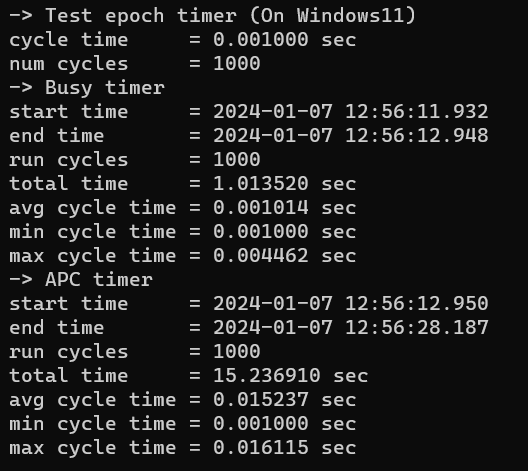 -> Test epoch timer (On Windows11)
cycle time     = 0.001000 sec
num cycles     = 1000
-> Busy timer
start time     = 2024-01-07 12:56:11.932
end time       = 2024-01-07 12:56:12.948
run cycles     = 1000
total time     = 1.013520 sec
avg cycle time = 0.001014 sec
min cycle time = 0.001000 sec
max cycle time = 0.004462 sec
-> APC timer
start time     = 2024-01-07 12:56:12.950
end time       = 2024-01-07 12:56:28.187
run cycles     = 1000
total time     = 15.236910 sec
avg cycle time = 0.015237 sec
min cycle time = 0.001000 sec
max cycle time = 0.016115 sec